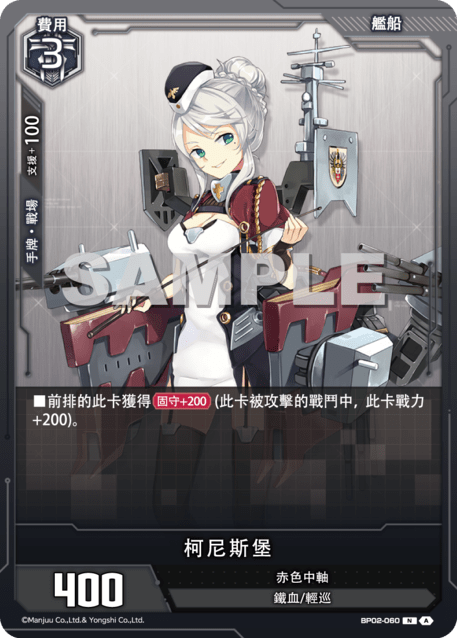 費用
3
艦船
支援+100
手牌・戰場
SAMPLE
■前排的此卡獲得 固守+200 (此卡被攻擊的戰鬥中, 此卡戰力
+200)。
柯尼斯堡
400
赤色中軸
鐵血/輕巡
©Manjuu Co.,Ltd.& Yongshi Co.,Ltd.
BP02-060 N A